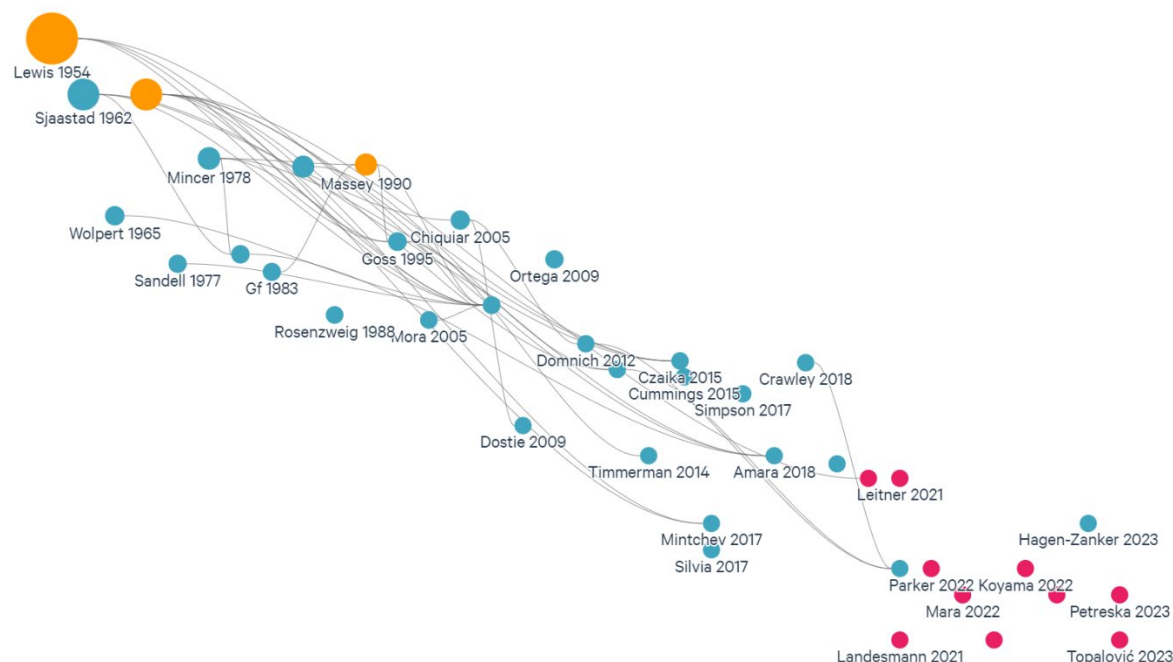 Lewis 1954
Sjaastad 1962
Mincer 1978
Massey 1990
Wolpert 1965
Chiquiar 2005
Goss 1995
Sandell 1977
Gf 1983
Ortega 2009
Rosenzweig 1988
Mora 2005
Domnich 2012
Czaika 2015
Crawley 2018
Cummings 2015
Simpson 2017
Dostie 2009
Timmerman 2014
Amara 2018
Leitner 2021
Mintchev 2017
Hagen-Zanker 2023
Silvia 2017
Parker 2022
Koyama 2022
Mara 2022
Petreska 2023
Landesmann 2021
Topalović 2023